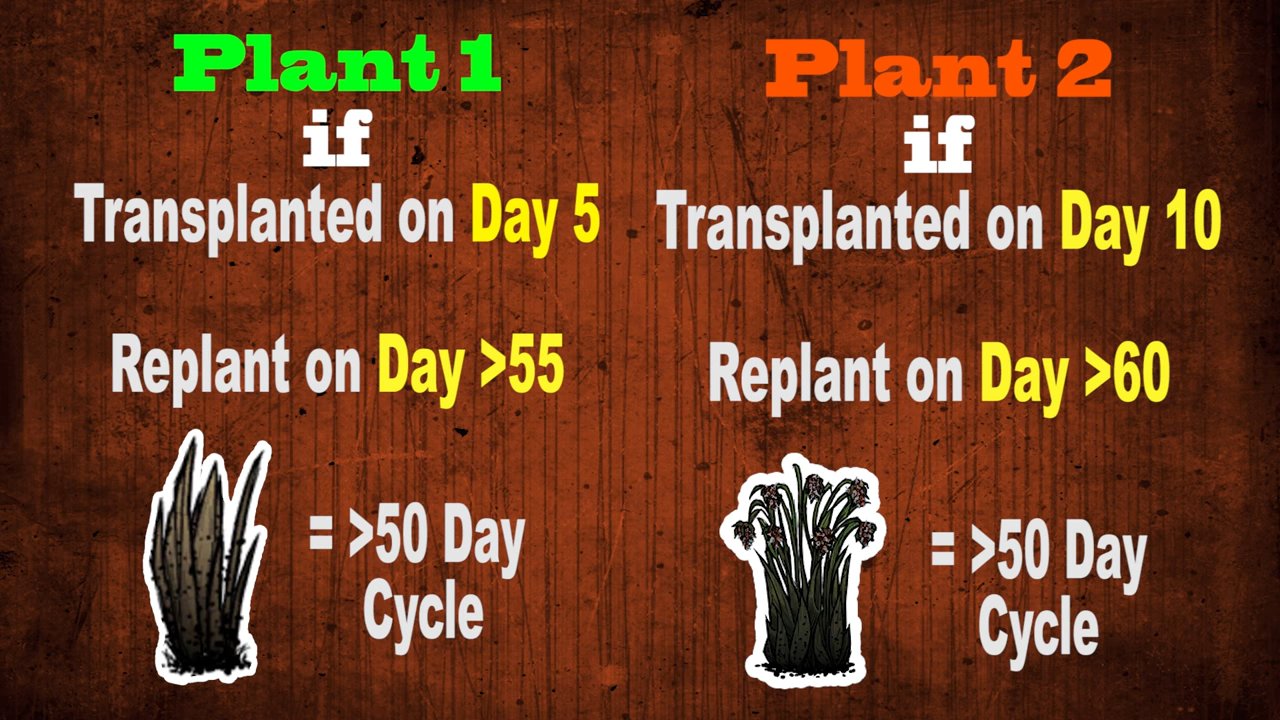 Plant 1
if
Transplanted on Day 5
Replant on Day >55
= >50 Day
Cycle
Plant 2
if
Transplanted on Day 10
Replant on Day >60
= >50 Day
Cycle